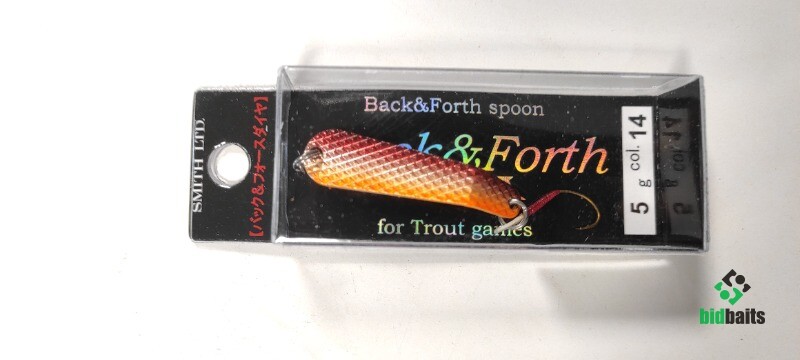 SMITH LTD.
【バック&フォースダイヤ】
Back&Forth spoon
&Forth
for Trout games
5 g col. 14
bidbaits